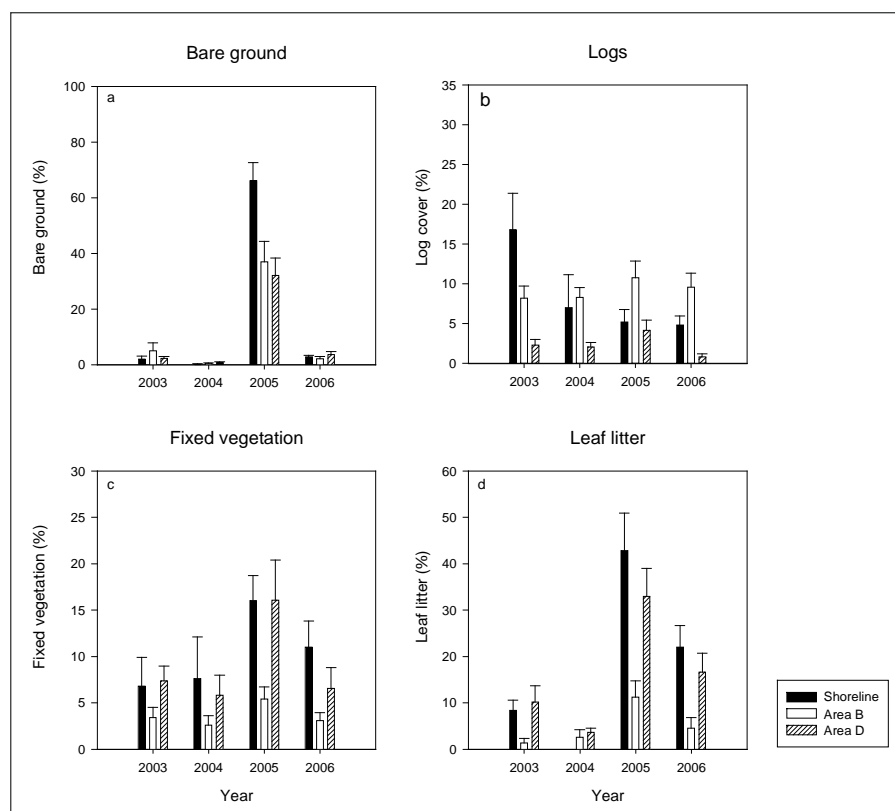 Bare ground
a
Bare ground (%)
100
80
60
40
20
0
2003 2004 2005 2006
Logs
b
Log cover (%)
35
30
25
20
15
10
5
0
2003 2004 2005 2006
Fixed vegetation
c
Fixed vegetation (%)
30
25
20
15
10
5
0
2003 2004 2005 2006
Year
Leaf litter
d
Leaf litter (%)
60
50
40
30
20
10
0
2003 2004 2005 2006
Year
Shoreline
Area B
Area D